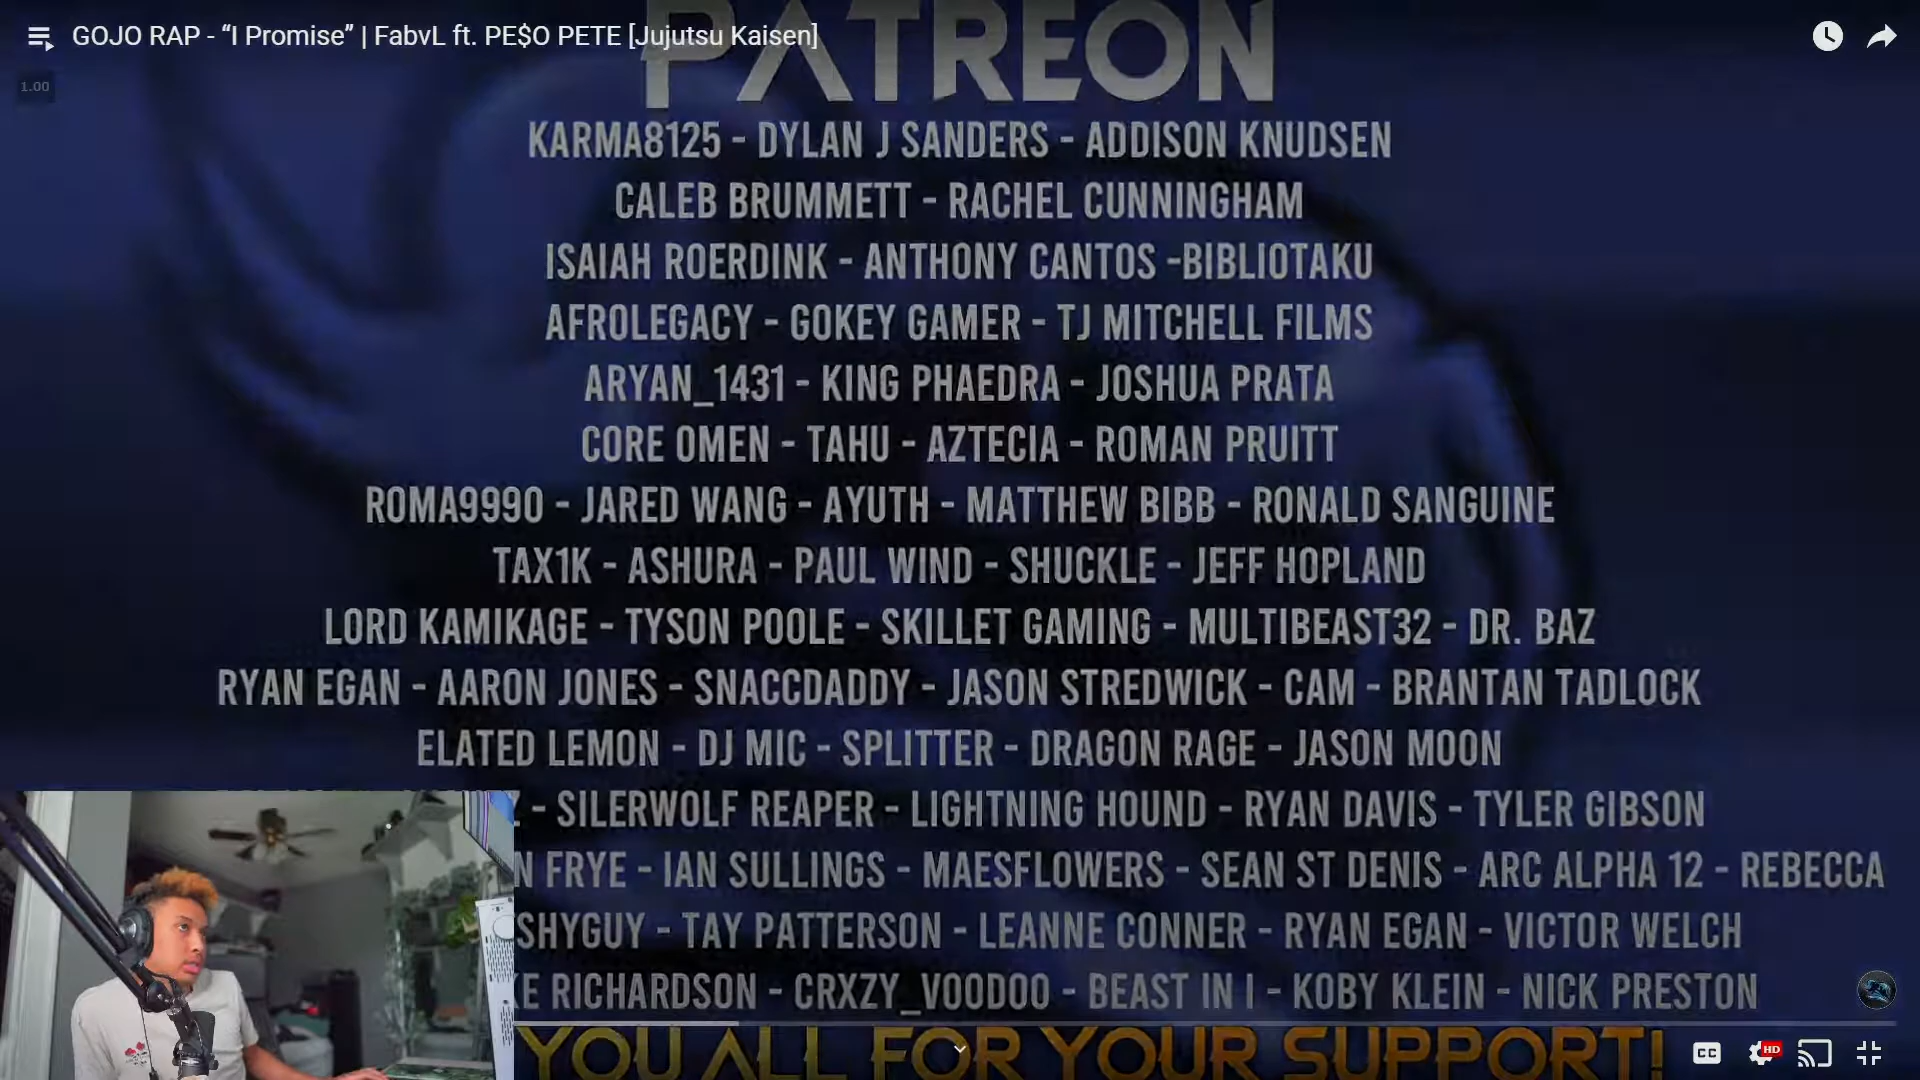 GOJO RAP - “I Promise” | FabvL ft. PE$O PETE [Jujutsu Kaisen]
1.00
PATREON
KARMA8125 - DYLAN J SANDERS - ADDISON KNUDSEN
CALEB BRUMMETT - RACHEL CUNNINGHAM
ISAIAH ROERDINK - ANTHONY CANTOS -BIBLIOTAKU
AFROLEGACY - GOKEY GAMER - TJ MITCHELL FILMS
ARYAN_1431 - KING PHAEDRA - JOSHUA PRATA
CORE OMEN - TAHU - AZTECIA - ROMAN PRUITT
ROMA9990 - JARED WANG - AYUTH - MATTHEW BIBB - RONALD SANGUINE
TAX1K - ASHURA - PAUL WIND - SHUCKLE - JEFF HOPLAND
LORD KAMIKAGE - TYSON POOLE - SKILLET GAMING - MULTIBEAST32 - DR. BAZ
RYAN EGAN - AARON JONES - SNACCDADDY - JASON STREDWICK - CAM - BRANTAN TADLOCK
ELATED LEMON - DJ MIC - SPLITTER - DRAGON RAGE - JASON MOON
- SILERWOLF REAPER - LIGHTNING HOUND - RYAN DAVIS - TYLER GIBSON
FRYE - IAN SULLINGS - MAESFLOWERS - SEAN ST DENIS - ARC ALPHA 12 - REBECCA
SHYGUY - TAY PATTERSON - LEANNE CONNER - RYAN EGAN - VICTOR WELCH
RICHARDSON - CRXZY_VOODOO - BEAST IN I - KOBY KLEIN - NICK PRESTON
YOU ALL FOR YOUR SUPPORT!
CC
HD